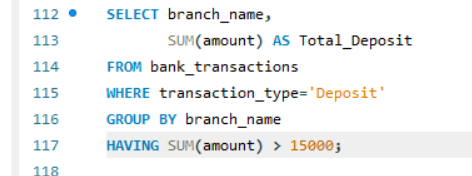 112 SELECT branch_name,
113 SUM(amount) AS Total_Deposit
114 FROM bank_transactions
115 WHERE transaction_type='Deposit'
116 GROUP BY branch_name
117 HAVING SUM(amount) > 15000;
118